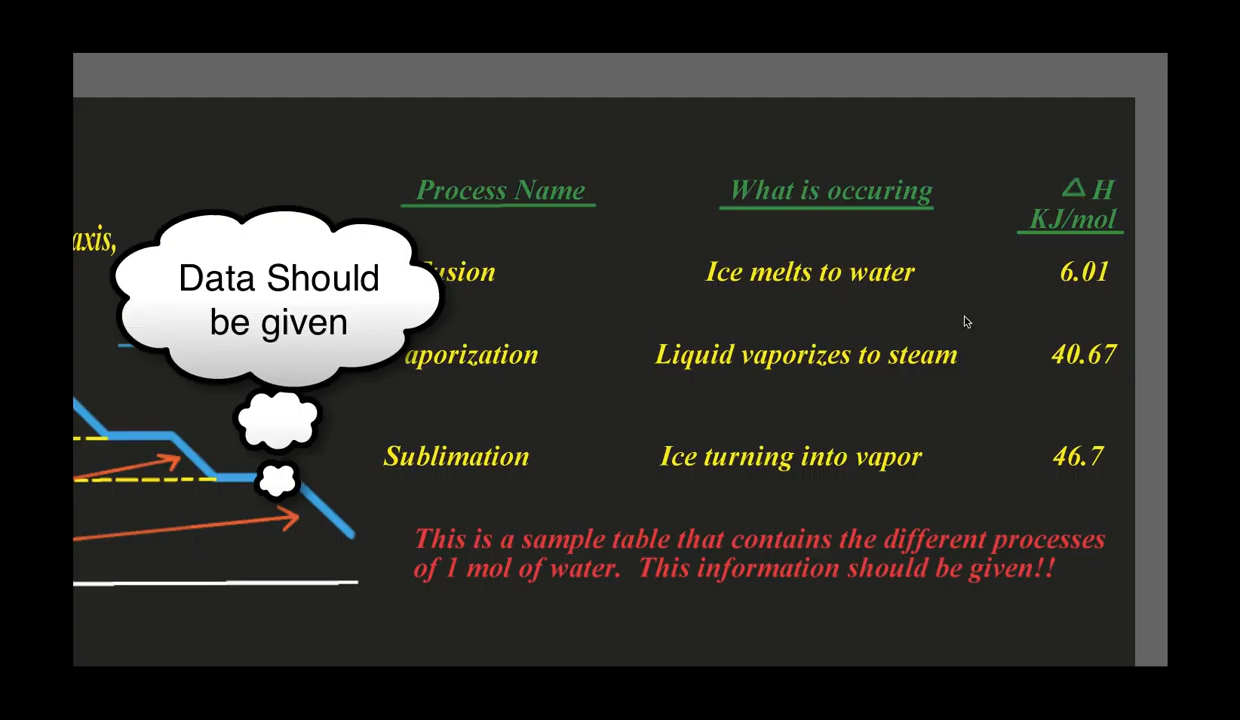 Process Name
What is occuring
△ H
KJ/mol
axis,
Data Should
be given
Ice melts to water
6.01
Liquid vaporizes to steam
40.67
Sublimation
Ice turning into vapor
46.7
This is a sample table that contains the different processes
of 1 mol of water. This information should be given!!